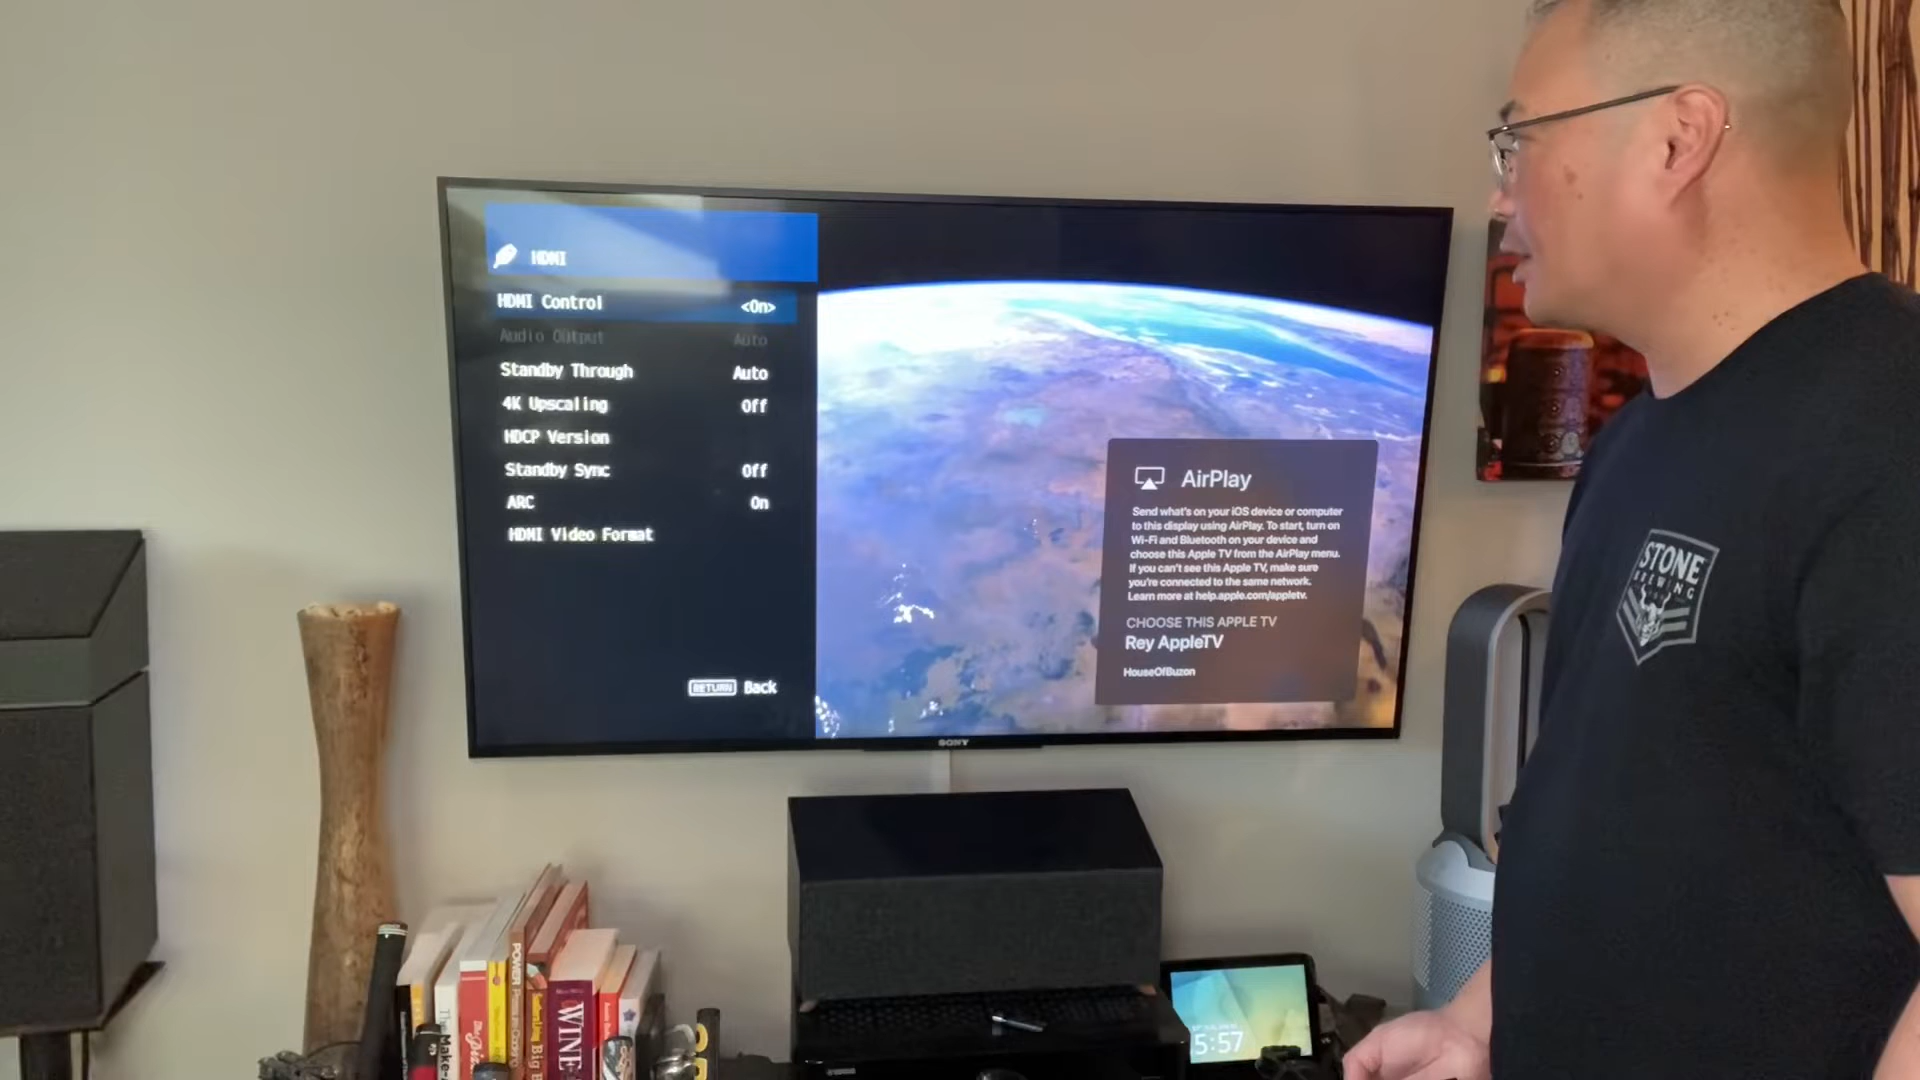 HDMI
HDMI Control <On>
Audio Output Auto
Standby Through Auto
4K Upscaling Off
HDCP Version
Standby Sync Off
ARC On
HDMI Video Format
RETURN Back
AirPlay
Send what's on your iOS device or computer
to this display using AirPlay. To start, turn on
Wi-Fi and Bluetooth on your device and
choose this Apple TV from the AirPlay menu.
If you can't see this Apple TV, make sure
you're connected to the same network.
Learn more at help.apple.com/appletv.
CHOOSE THIS APPLE TV
Rey AppleTV
HouseOfBuzon
SONY
STONE
BREWING
POWER
WINE
Big
5:57